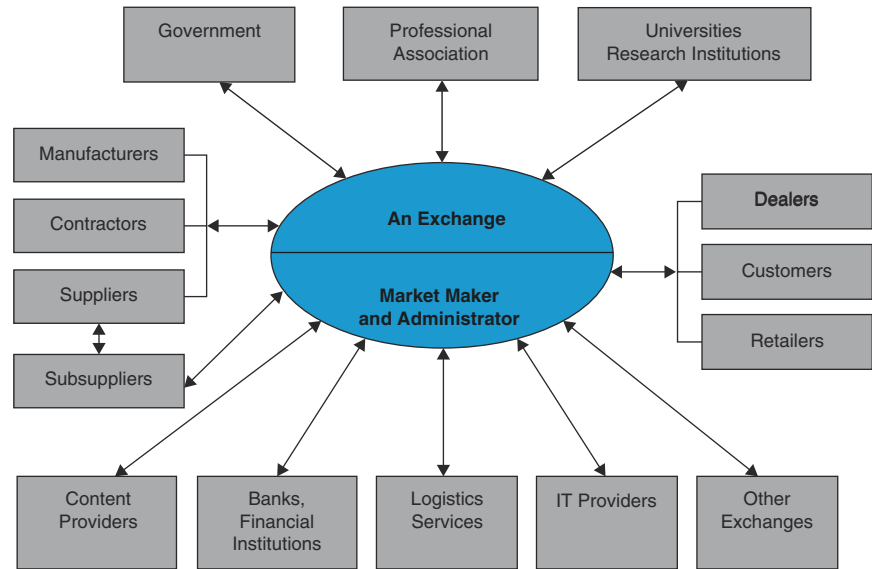 Government
Professional
Association
Universities
Research Institutions
Manufacturers
Contractors
Suppliers
Subsuppliers
An Exchange
Market Maker
and Administrator
Dealers
Customers
Retailers
Content
Providers
Banks,
Financial
Institutions
Logistics
Services
IT Providers
Other
Exchanges